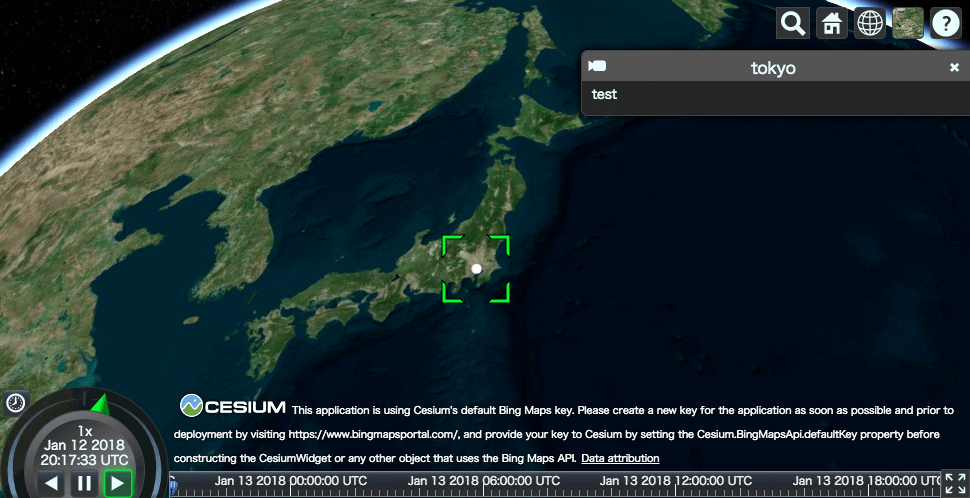 ?
tokyo
test
CESIUM This application is using Cesium's default Bing Maps key. Please create a new key for the application as soon as possible and prior to
deployment by visiting https://www.bingmapsportal.com/, and provide your key to Cesium by setting the Cesium.BingMapsApi.defaultKey property before
constructing the CesiumWidget or any other object that uses the Bing Maps API. Data attribution
1x
Jan 12 2018
20:17:33 UTC
Jan 13 2018 00:00:00 UTC Jan 13 2018 06:00:00 UTC Jan 13 2018 12:00:00 UTC Jan 13 2018 18:00:00 UTC